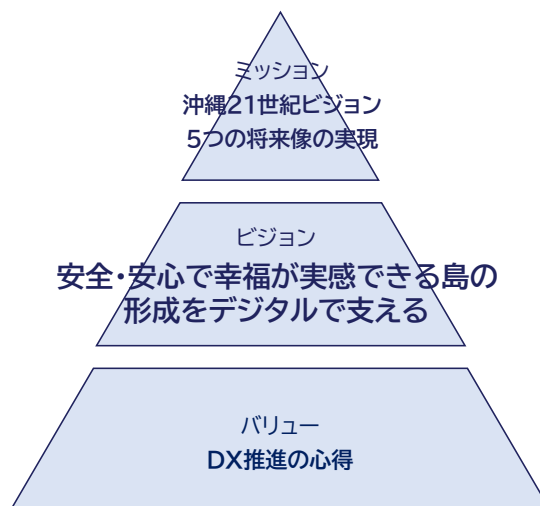 ミッション
沖縄21世紀ビジョン
5つの将来像の実現
ビジョン
安全・安心で幸福が実感できる島の
形成をデジタルで支える
バリュー
DX推進の心得